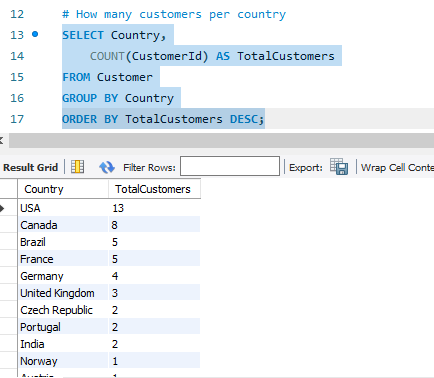 12 # How many customers per country
13 SELECT Country,
14 COUNT(CustomerId) AS TotalCustomers
15 FROM Customer
16 GROUP BY Country
17 ORDER BY TotalCustomers DESC;
Result Grid Filter Rows: Export: Wrap Cell Conte
Country TotalCustomers
USA 13
Canada 8
Brazil 5
France 5
Germany 4
United Kingdom 3
Czech Republic 2
Portugal 2
India 2
Norway 1